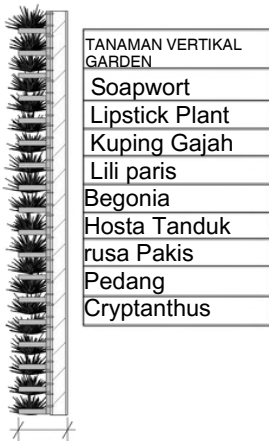 TANAMAN VERTIKAL
GARDEN
Soapwort
Lipstick Plant
Kuping Gajah
Lili paris
Begonia
Hosta Tanduk
rusa Pakis
Pedang
Cryptanthus